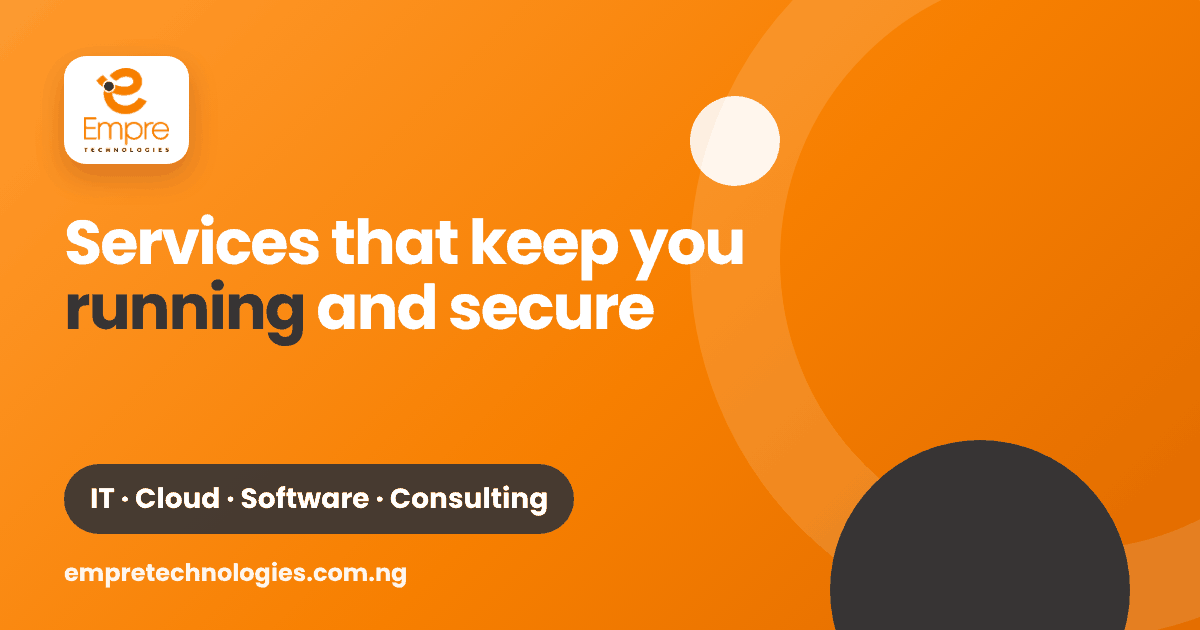 Empre
TECHNOLOGIES
Services that keep you
running and secure
IT · Cloud · Software · Consulting
empretechnologies.com.ng